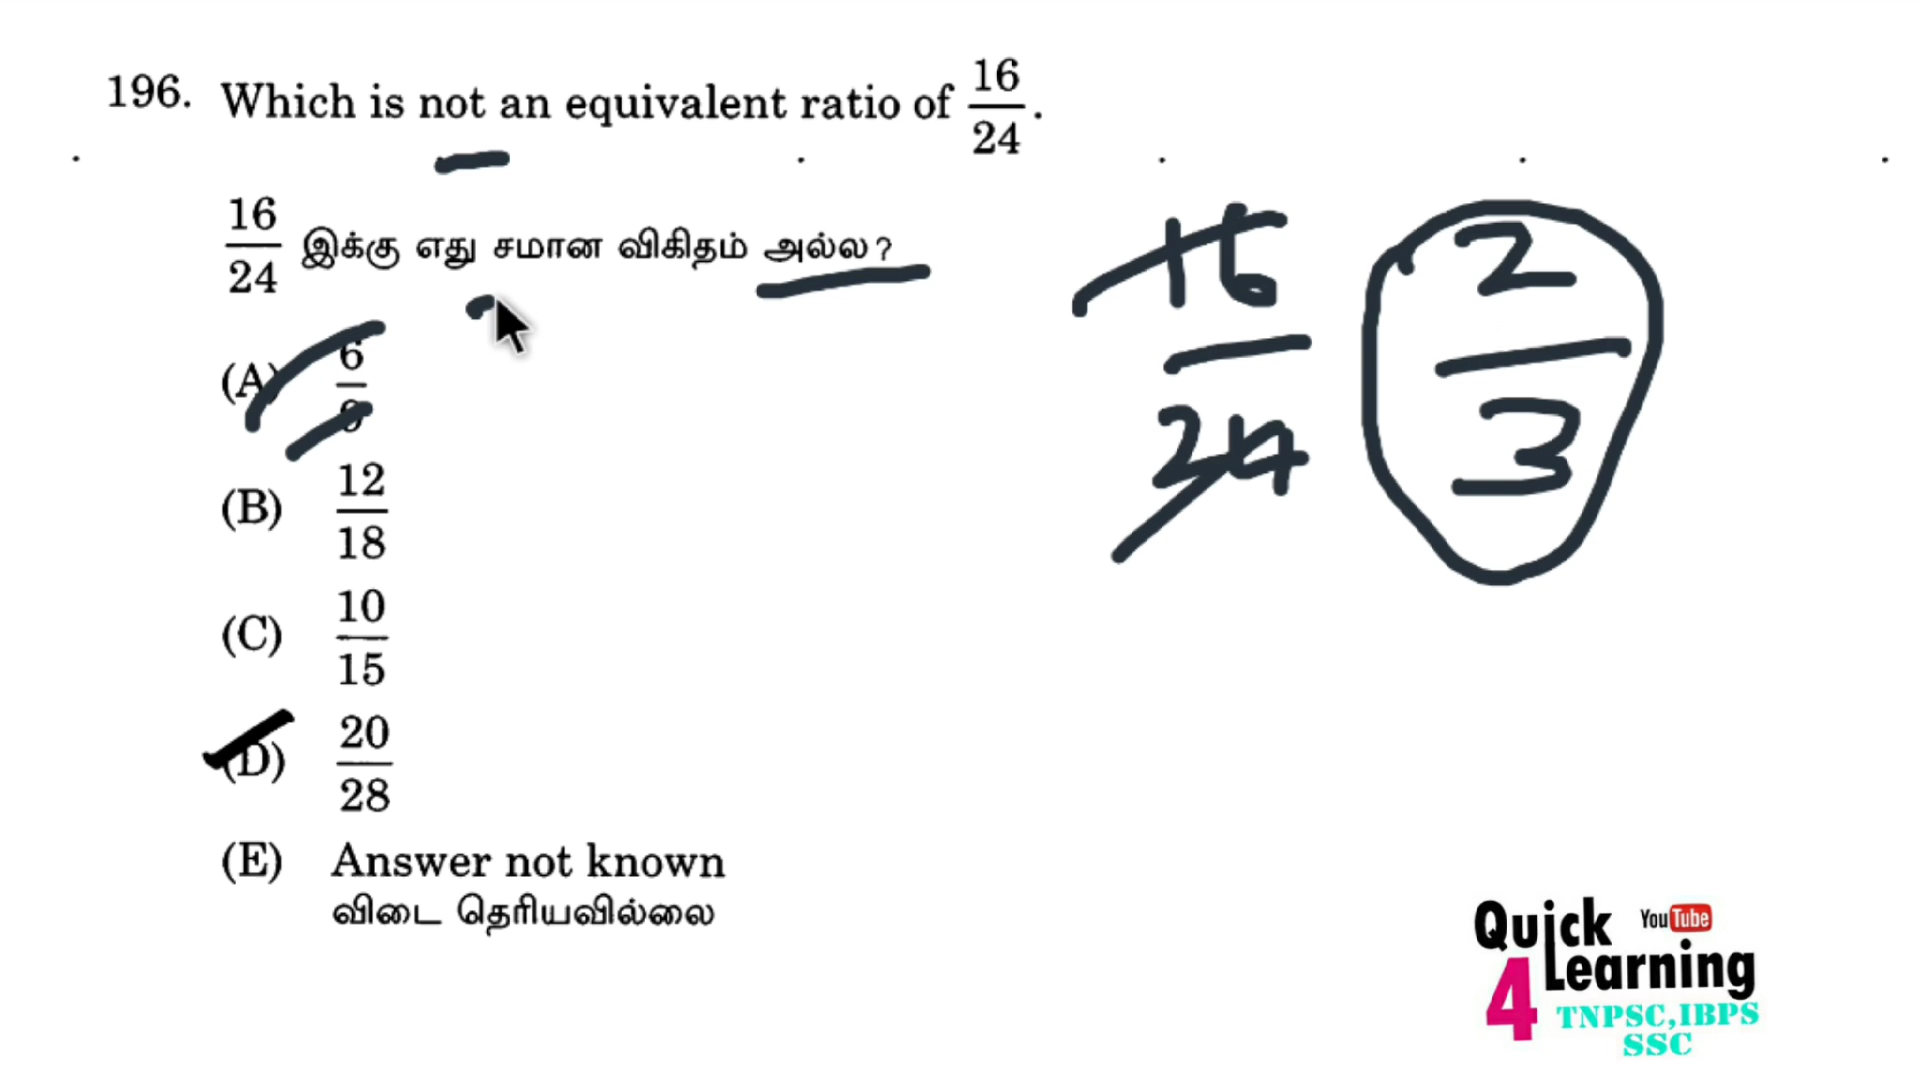 196. Which is not an equivalent ratio of 16/24.
16/24 இக்கு எது சமான விகிதம் அல்ல?
(A) 6/9
(B) 12/18
(C) 10/15
(D) 20/28
(E) Answer not known
விடை தெரியவில்லை
16/24 2/3
Quick YouTube
4 Learning
TNPSC,IBPS
SSC